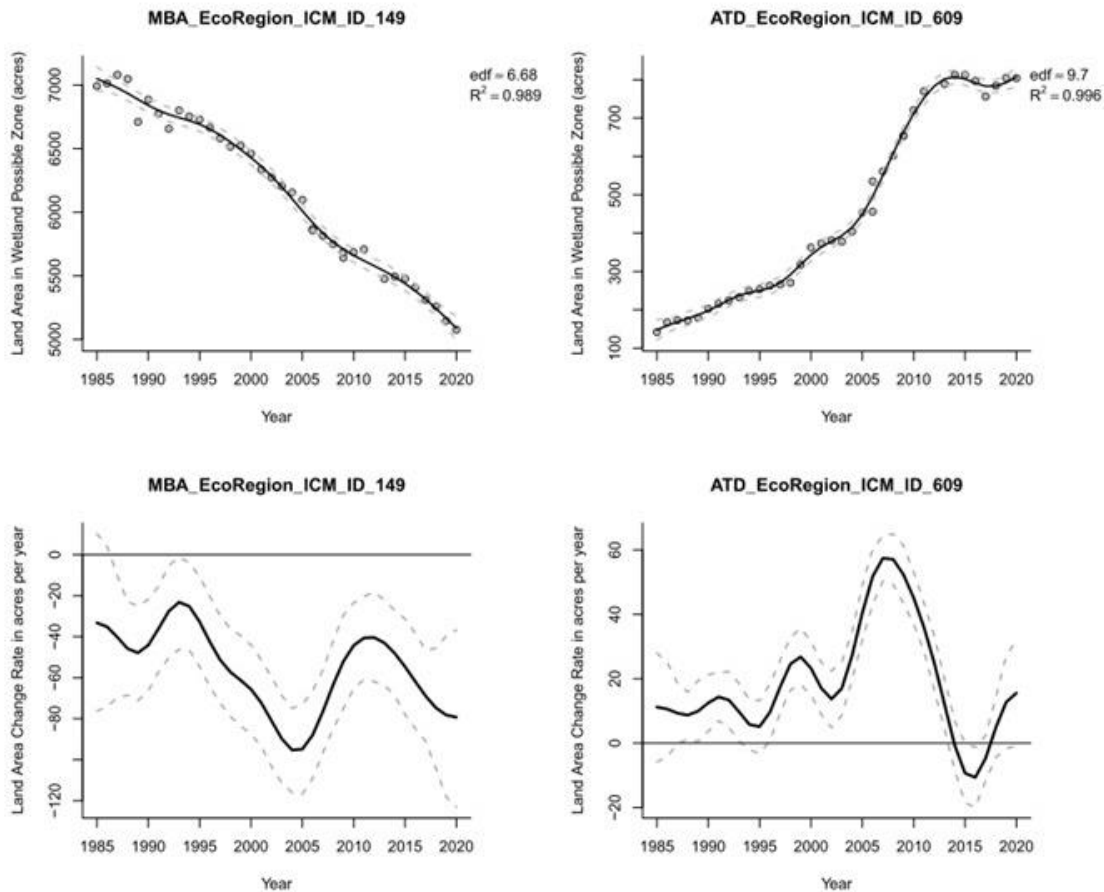 MBA_EcoRegion_ICM_ID_149
Land Area in Wetland Possible Zone (acres)
7000
6500
6000
5500
5000
edf = 6.68
R² = 0.989
1985 1990 1995 2000 2005 2010 2015 2020
Year
ATD_EcoRegion_ICM_ID_609
Land Area in Wetland Possible Zone (acres)
700
500
300
100
edf = 9.7
R² = 0.996
1985 1990 1995 2000 2005 2010 2015 2020
Year
MBA_EcoRegion_ICM_ID_149
Land Area Change Rate in acres per year
0
−20
−40
−60
−80
−120
1985 1990 1995 2000 2005 2010 2015 2020
Year
ATD_EcoRegion_ICM_ID_609
Land Area Change Rate in acres per year
60
40
20
0
−20
1985 1990 1995 2000 2005 2010 2015 2020
Year